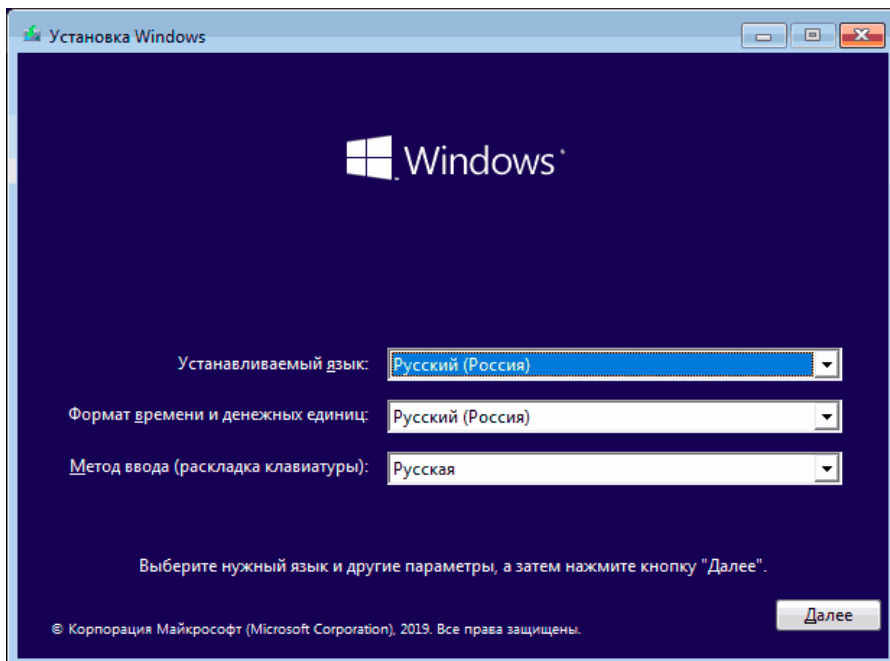 Установка Windows
Windows
Устанавливаемый язык: Русский (Россия)
Формат времени и денежных единиц: Русский (Россия)
Метод ввода (раскладка клавиатуры): Русская
Выберите нужный язык и другие параметры, а затем нажмите кнопку "Далее".
Далее
© Корпорация Майкрософт (Microsoft Corporation), 2019. Все права защищены.